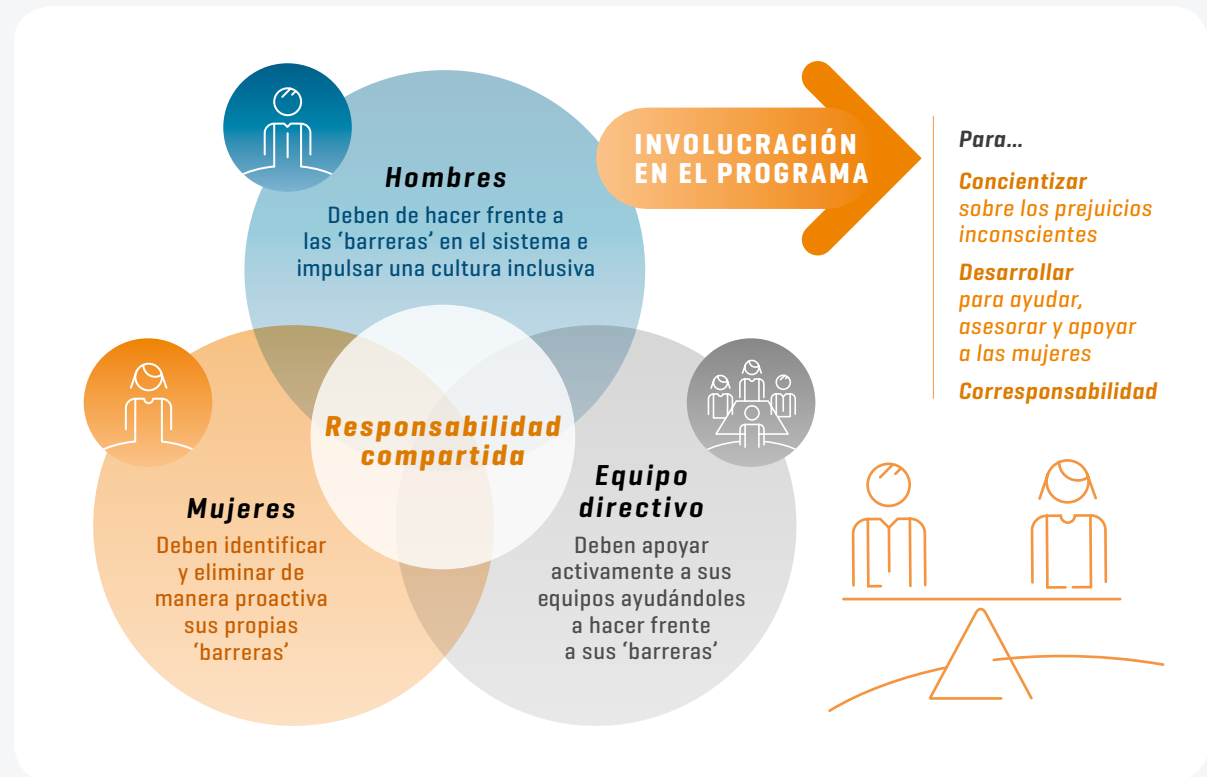 Hombres
Deben de hacer frente a
las ‘barreras’ en el sistema e
impulsar una cultura inclusiva
INVOLUCRACIÓN
EN EL PROGRAMA
Para...
Concientizar
sobre los prejuicios
inconscientes
Desarrollar
para ayudar,
asesorar y apoyar
a las mujeres
Corresponsabilidad
Responsabilidad
compartida
Mujeres
Deben identificar
y eliminar de
manera proactiva
sus propias
‘barreras’
Equipo
directivo
Deben apoyar
activamente a sus
equipos ayudándoles
a hacer frente
a sus ‘barreras’